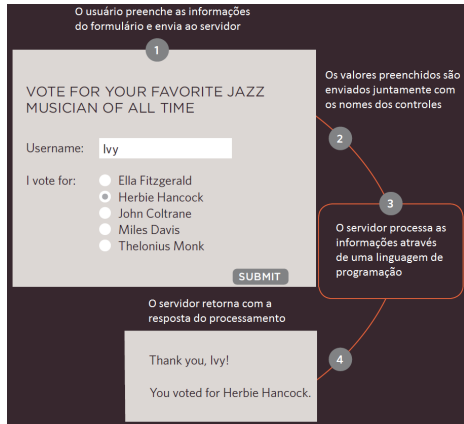 O usuário preenche as informações
do formulário e envia ao servidor
1
VOTE FOR YOUR FAVORITE JAZZ
MUSICIAN OF ALL TIME
Username: Ivy
I vote for: Ella Fitzgerald
Herbie Hancock
John Coltrane
Miles Davis
Thelonius Monk
SUBMIT
Os valores preenchidos são
enviados juntamente com
os nomes dos controles
2
3
O servidor processa as
informações através
de uma linguagem de
programação
O servidor retorna com a
resposta do processamento
4
Thank you, Ivy!
You voted for Herbie Hancock.